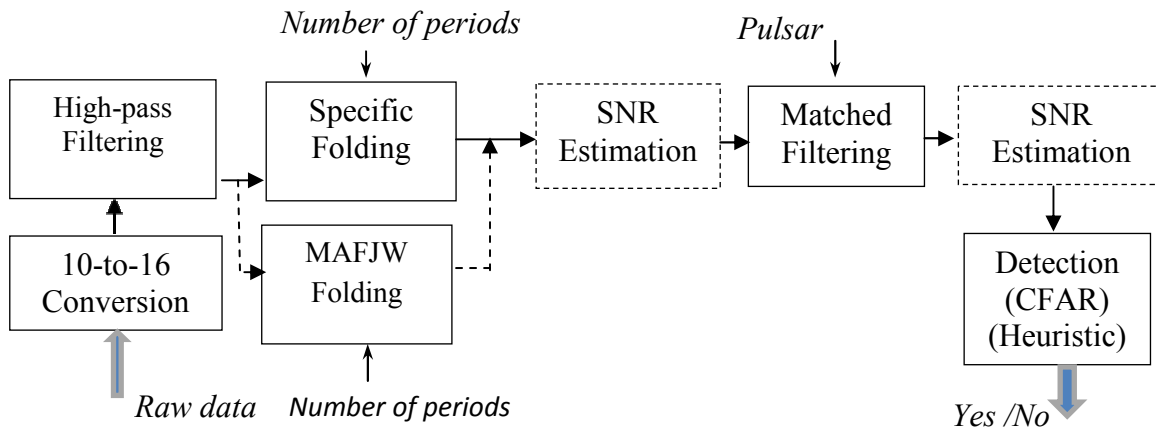 Number of periods
Pulsar
High-pass
Filtering
Specific
Folding
SNR
Estimation
Matched
Filtering
SNR
Estimation
10-to-16
Conversion
MAFJW
Folding
Detection
(CFAR)
(Heuristic)
Raw data
Number of periods
Yes /No